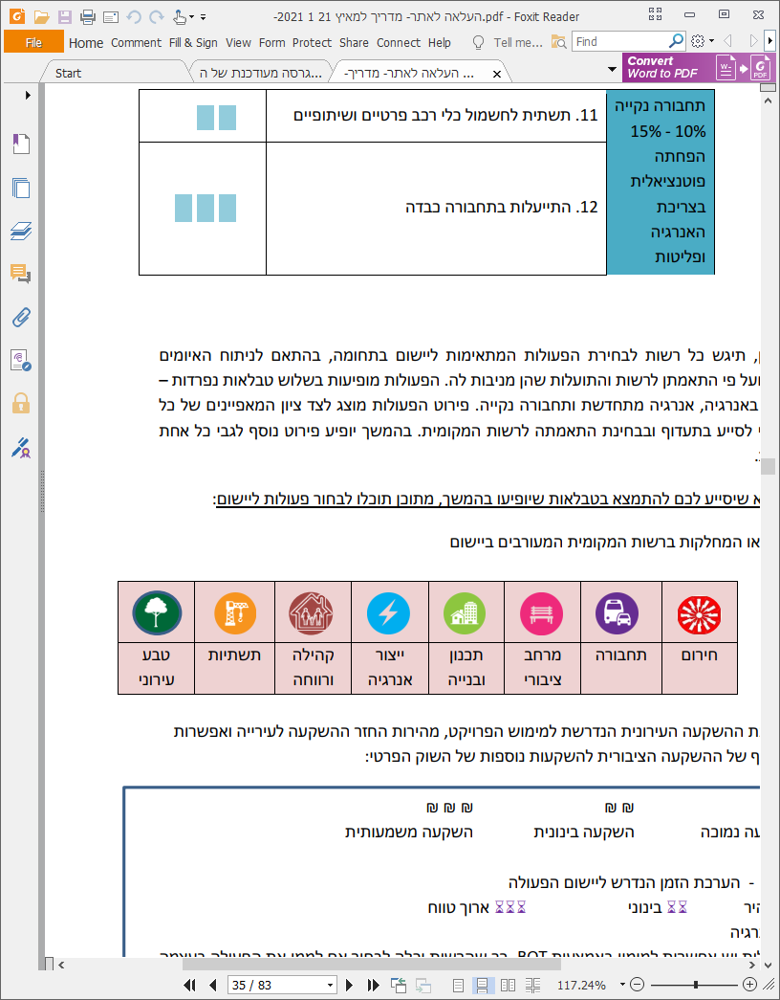 העלאה לאתר- מדריך למאיץ 21 1 2021-.pdf - Foxit Reader
File Home Comment Fill & Sign View Form Protect Share Connect Help Tell me... Find
Start
גרסה מעודכנת של ה...
העלאה לאתר- מדריך-...
Convert
Word to PDF
תחבורה נקייה
10% - 15%
הפחתה
פוטנציאלית
בצריכת
האנרגיה
ופליטות
11. תשתית לחשמול כלי רכב פרטיים ושיתופיים
12. התייעלות בתחבורה כבדה
, תיגש כל רשות לבחירת הפעולות המתאימות ליישום בתחומה, בהתאם לניתוח האיומים
ועל פי התאמתן לרשות והתועלות שהן מניבות לה. הפעולות מופיעות בשלוש טבלאות נפרדות –
באנרגיה, אנרגיה מתחדשת ותחבורה נקייה. פירוט הפעולות מוצג לצד ציון המאפיינים של כל
לסייע בתעדוף ובבחינת התאמתה לרשות המקומית. בהמשך יופיע פירוט נוסף לגבי כל אחת
שיסייע לכם להתמצא בטבלאות שיופיעו בהמשך, מתוכן תוכלו לבחור פעולות ליישום:
או המחלקות ברשות המקומית המעורבים ביישום
חירום
תחבורה
מרחב ציבורי
תכנון ובנייה
ייצור אנרגיה
קהילה ורווחה
תשתיות
טבע עירוני
ת ההשקעה העירונית הנדרשת למימוש הפרויקט, מהירות החזר ההשקעה לעירייה ואפשרות
ף של ההשקעה הציבורית להשקעות נוספות של השוק הפרטי:
₪ ₪ ₪ ₪ ₪
עה נמוכה השקעה בינונית השקעה משמעותית
- הערכת הזמן הנדרש ליישום הפעולה
היר בינוני ארוך טווח
רגיה
35 / 83
117.24%